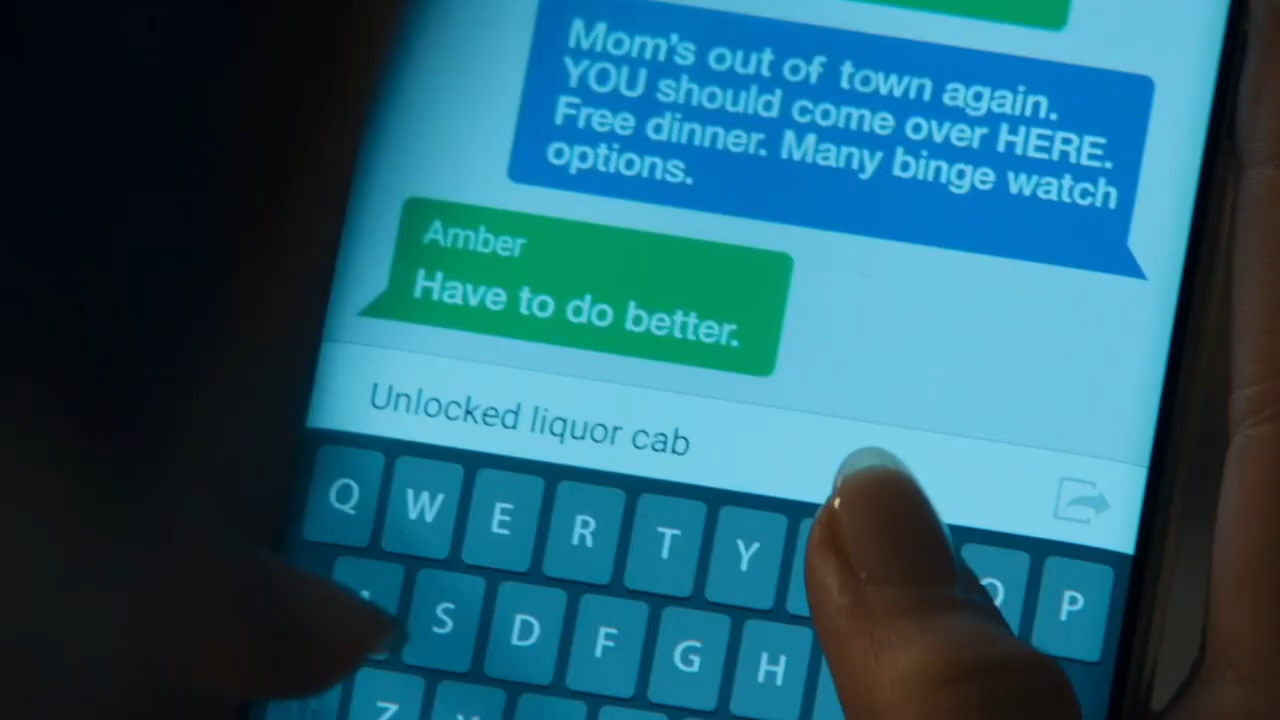 Mom's out of town again.
YOU should come over HERE.
Free dinner. Many binge watch
options.
Amber
Have to do better.
Unlocked liquor cab
Q W E R T Y O P
S D F G H
Z